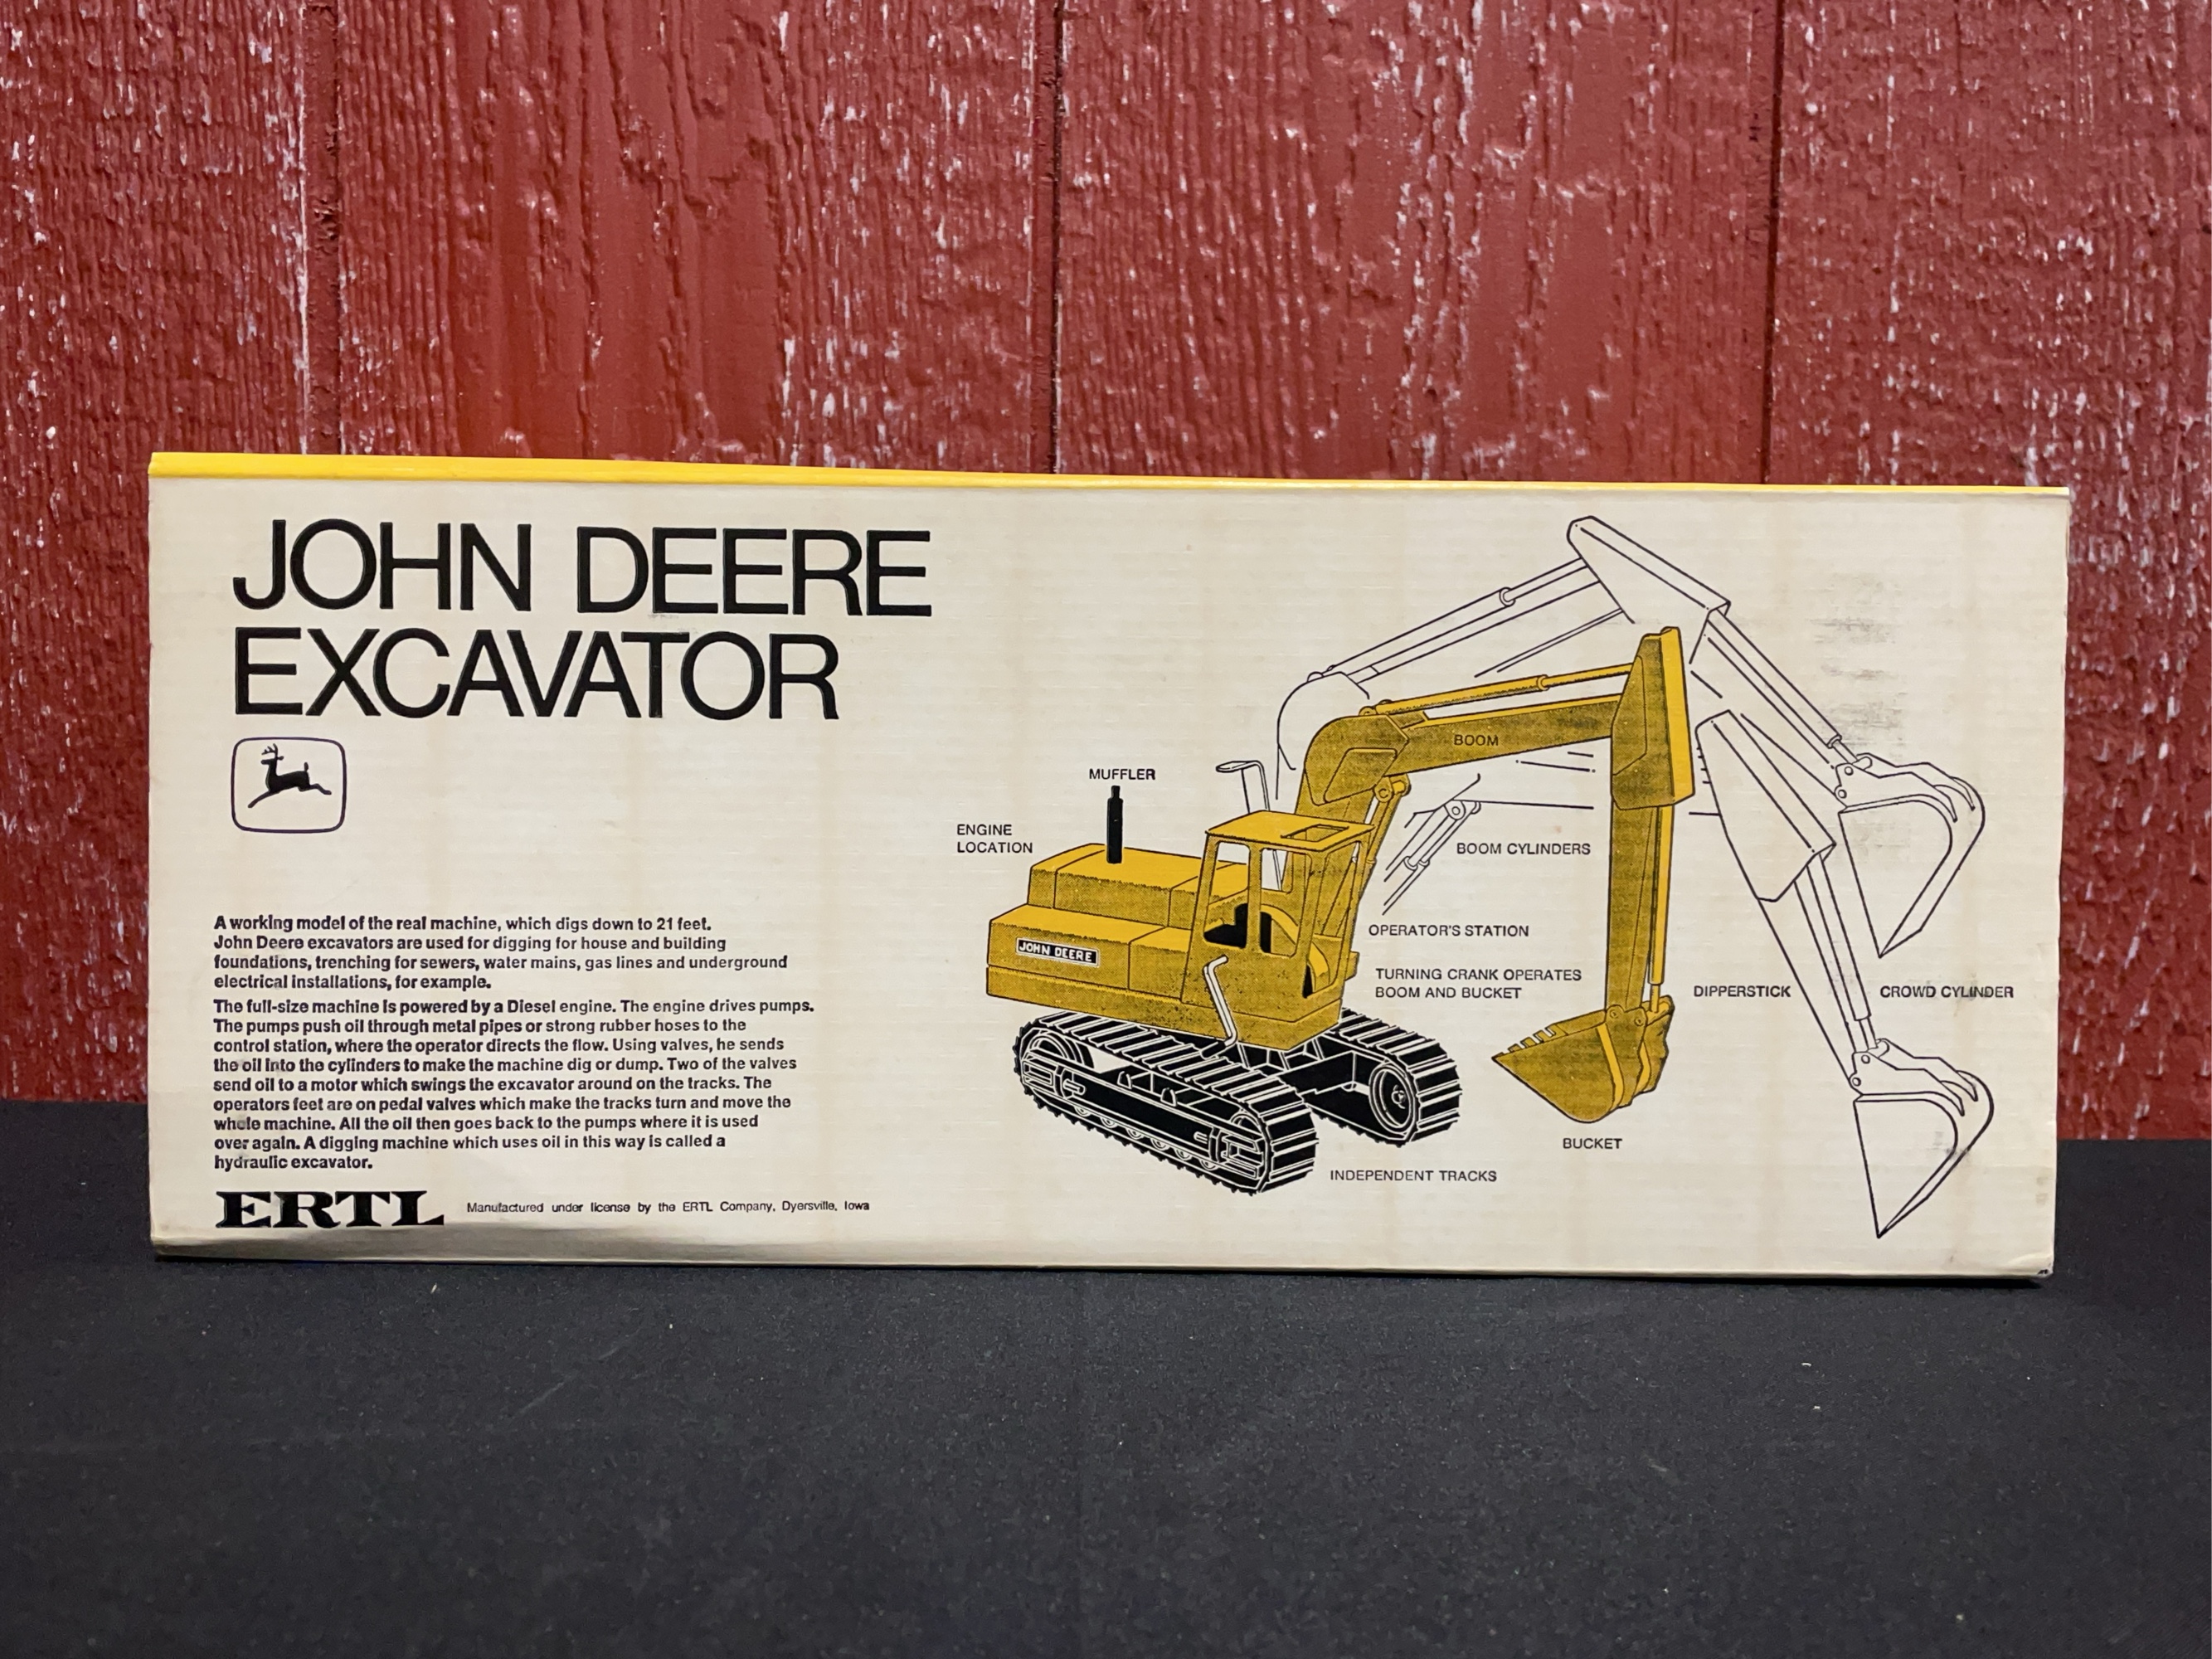 JOHN DEERE
EXCAVATOR
A working model of the real machine, which digs down to 21 feet.
John Deere excavators are used for digging for house and building
foundations, trenching for sewers, water mains, gas lines and underground
electrical installations, for example.
The full-size machine is powered by a Diesel engine. The engine drives pumps.
The pumps push oil through metal pipes or strong rubber hoses to the
control station, where the operator directs the flow. Using valves, he sends
the oil into the cylinders to make the machine dig or dump. Two of the valves
send oil to a motor which swings the excavator around on the tracks. The
operators feet are on pedal valves which make the tracks turn and move the
whole machine. All the oil then goes back to the pumps where it is used
over again. A digging machine which uses oil in this way is called a
hydraulic excavator.
ERTL
Manufactured under license by the ERTL Company, Dyersville, Iowa
MUFFLER
ENGINE
LOCATION
JOHN DEERE
BOOM
BOOM CYLINDERS
OPERATOR'S STATION
TURNING CRANK OPERATES
BOOM AND BUCKET
DIPPERSTICK
CROWD CYLINDER
BUCKET
INDEPENDENT TRACKS